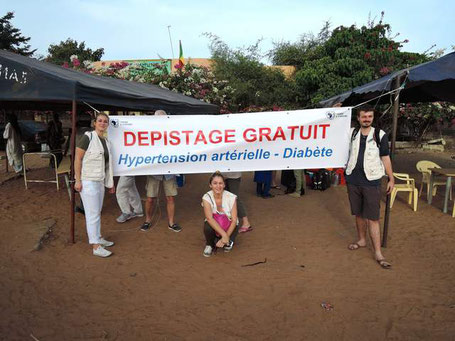 DEPISTAGE GRATUIT
Hypertension artérielle - Diabète